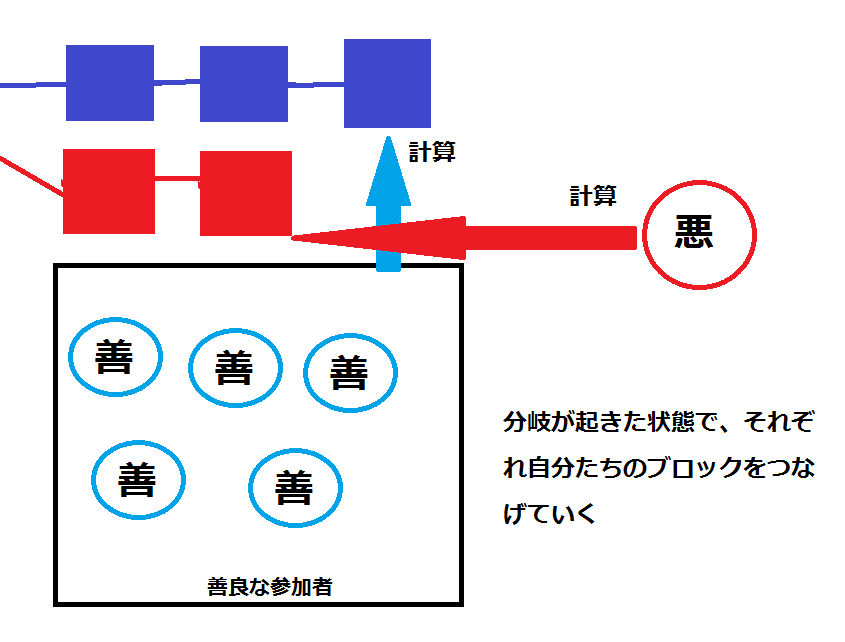 計算
計算
悪
善
善
善
善
善
分岐が起きた状態で、それぞ
れ自分たちのブロックをつな
げていく
善良な参加者